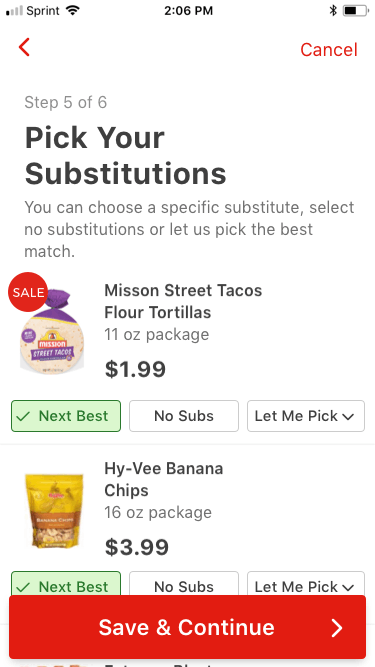 Sprint 2:06 PM
Cancel
Step 5 of 6
Pick Your
Substitutions
You can choose a specific substitute, select
no substitutions or let us pick the best
match.
SALE
Misson Street Tacos
Flour Tortillas
11 oz package
$1.99
MISSION
STREET TACOS
Next Best No Subs Let Me Pick
Hy-Vee Banana
Chips
16 oz package
$3.99
BANANA CHIPS
Next Best No Subs Let Me Pick
Save & Continue